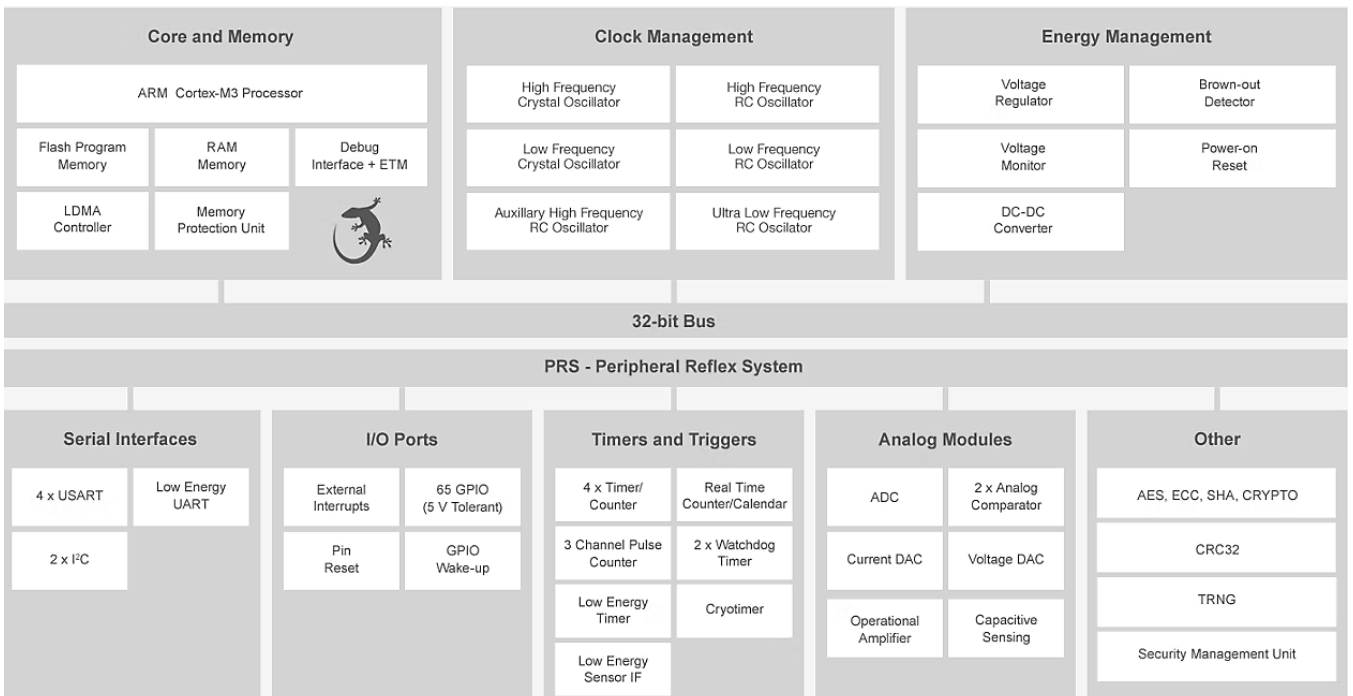 Core and Memory
ARM Cortex-M3 Processor
Flash Program
Memory
RAM
Memory
Debug
Interface + ETM
LDMA
Controller
Memory
Protection Unit
Clock Management
High Frequency
Crystal Oscillator
High Frequency
RC Oscillator
Low Frequency
Crystal Oscillator
Low Frequency
RC Oscillator
Auxillary High Frequency
RC Oscillator
Ultra Low Frequency
RC Oscillator
Energy Management
Voltage
Regulator
Brown-out
Detector
Voltage
Monitor
Power-on
Reset
DC-DC
Converter
32-bit Bus
PRS - Peripheral Reflex System
Serial Interfaces
4 x USART
Low Energy
UART
2 x I²C
I/O Ports
External
Interrupts
65 GPIO
(5 V Tolerant)
Pin
Reset
GPIO
Wake-up
Timers and Triggers
4 x Timer/
Counter
Real Time
Counter/Calendar
3 Channel Pulse
Counter
2 x Watchdog
Timer
Low Energy
Timer
Cryotimer
Low Energy
Sensor IF
Analog Modules
ADC
2 x Analog
Comparator
Current DAC
Voltage DAC
Operational
Amplifier
Capacitive
Sensing
Other
AES, ECC, SHA, CRYPTO
CRC32
TRNG
Security Management Unit